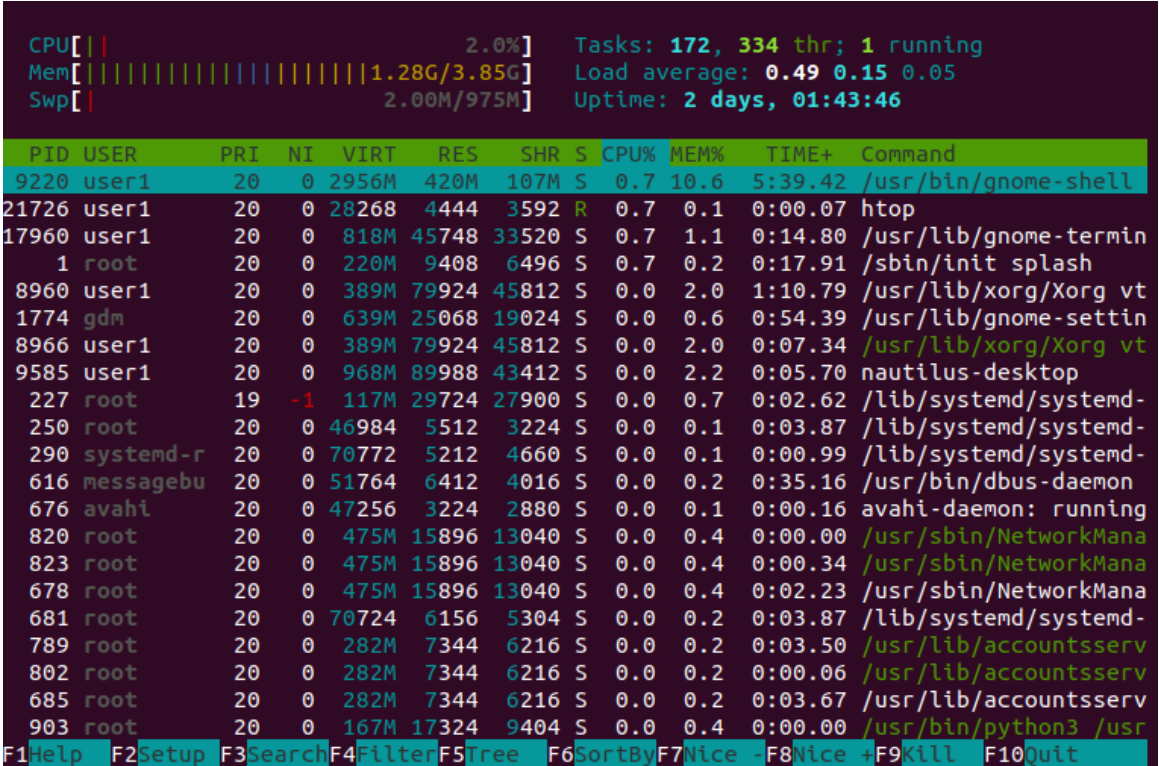 CPU[|| 2.0%] Tasks: 172, 334 thr; 1 running
Mem[|||||||||||||||||||||1.28G/3.85G] Load average: 0.49 0.15 0.05
Swp[| 2.00M/975M] Uptime: 2 days, 01:43:46
PID USER PRI NI VIRT RES SHR S CPU% MEM% TIME+ Command
9220 user1 20 0 2956M 420M 107M S 0.7 10.6 5:39.42 /usr/bin/gnome-shell
21726 user1 20 0 28268 4444 3592 R 0.7 0.1 0:00.07 htop
17960 user1 20 0 818M 45748 33520 S 0.7 1.1 0:14.80 /usr/lib/gnome-termin
1 root 20 0 220M 9408 6496 S 0.7 0.2 0:17.91 /sbin/init splash
8960 user1 20 0 389M 79924 45812 S 0.0 2.0 1:10.79 /usr/lib/xorg/Xorg vt
1774 gdm 20 0 639M 25068 19024 S 0.0 0.6 0:54.39 /usr/lib/gnome-settin
8966 user1 20 0 389M 79924 45812 S 0.0 2.0 0:07.34 /usr/lib/xorg/Xorg vt
9585 user1 20 0 968M 89988 43412 S 0.0 2.2 0:05.70 nautilus-desktop
227 root 19 -1 117M 29724 27900 S 0.0 0.7 0:02.62 /lib/systemd/systemd-
250 root 20 0 46984 5512 3224 S 0.0 0.1 0:03.87 /lib/systemd/systemd-
290 systemd-r 20 0 70772 5212 4660 S 0.0 0.1 0:00.99 /lib/systemd/systemd-
616 messagebu 20 0 51764 6412 4016 S 0.0 0.2 0:35.16 /usr/bin/dbus-daemon
676 avahi 20 0 47256 3224 2880 S 0.0 0.1 0:00.16 avahi-daemon: running
820 root 20 0 475M 15896 13040 S 0.0 0.4 0:00.00 /usr/sbin/NetworkMana
823 root 20 0 475M 15896 13040 S 0.0 0.4 0:00.34 /usr/sbin/NetworkMana
678 root 20 0 475M 15896 13040 S 0.0 0.4 0:02.23 /usr/sbin/NetworkMana
681 root 20 0 70724 6156 5304 S 0.0 0.2 0:03.87 /lib/systemd/systemd-
789 root 20 0 282M 7344 6216 S 0.0 0.2 0:03.50 /usr/lib/accountsserv
802 root 20 0 282M 7344 6216 S 0.0 0.2 0:00.06 /usr/lib/accountsserv
685 root 20 0 282M 7344 6216 S 0.0 0.2 0:03.67 /usr/lib/accountsserv
903 root 20 0 167M 17324 9404 S 0.0 0.4 0:00.00 /usr/bin/python3 /usr
F1Help F2Setup F3SearchF4FilterF5Tree F6SortByF7Nice -F8Nice +F9Kill F10Quit